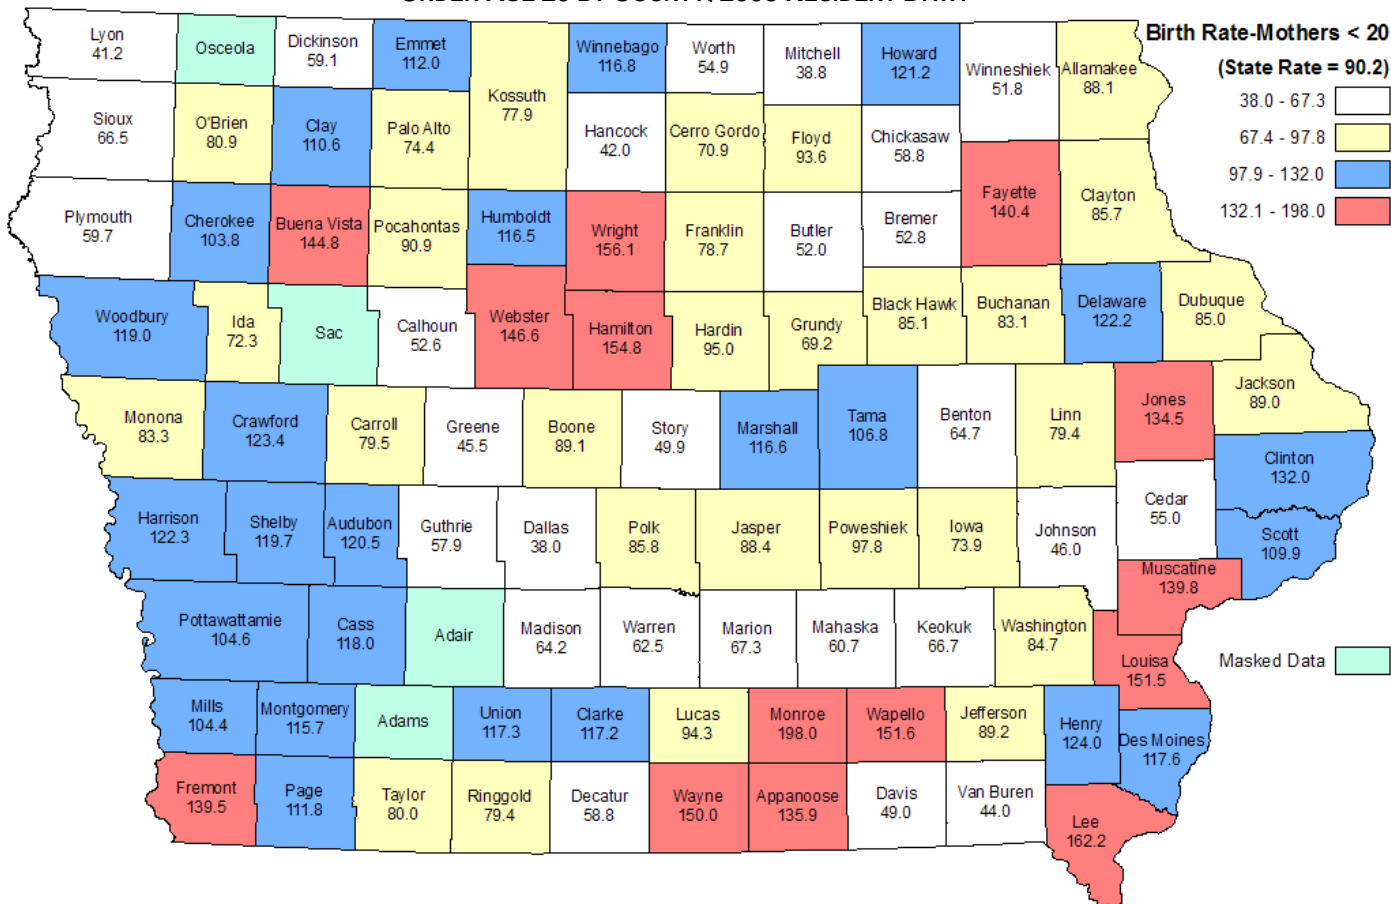 Birth Rate-Mothers < 20
(State Rate = 90.2)
38.0 - 67.3
67.4 - 97.8
97.9 - 132.0
132.1 - 198.0
Masked Data
Lyon
41.2
Osceola
Dickinson
59.1
Emmet
112.0
Kossuth
77.9
Winnebago
116.8
Worth
54.9
Mitchell
38.8
Howard
121.2
Winneshiek
51.8
Allamakee
88.1
Sioux
66.5
O'Brien
80.9
Clay
110.6
Palo Alto
74.4
Hancock
42.0
Cerro Gordo
70.9
Floyd
93.6
Chickasaw
58.8
Fayette
140.4
Clayton
85.7
Plymouth
59.7
Cherokee
103.8
Buena Vista
144.8
Pocahontas
90.9
Humboldt
116.5
Wright
156.1
Franklin
78.7
Butler
52.0
Bremer
52.8
Woodbury
119.0
Ida
72.3
Sac
Calhoun
52.6
Webster
146.6
Hamilton
154.8
Hardin
95.0
Grundy
69.2
Black Hawk
85.1
Buchanan
83.1
Delaware
122.2
Dubuque
85.0
Monona
83.3
Crawford
123.4
Carroll
79.5
Greene
45.5
Boone
89.1
Story
49.9
Marshall
116.6
Tama
106.8
Benton
64.7
Linn
79.4
Jones
134.5
Jackson
89.0
Clinton
132.0
Harrison
122.3
Shelby
119.7
Audubon
120.5
Guthrie
57.9
Dallas
38.0
Polk
85.8
Jasper
88.4
Poweshiek
97.8
Iowa
73.9
Johnson
46.0
Cedar
55.0
Scott
109.9
Muscatine
139.8
Pottawattamie
104.6
Cass
118.0
Adair
Madison
64.2
Warren
62.5
Marion
67.3
Mahaska
60.7
Keokuk
66.7
Washington
84.7
Louisa
151.5
Mills
104.4
Montgomery
115.7
Adams
Union
117.3
Clarke
117.2
Lucas
94.3
Monroe
198.0
Wapello
151.6
Jefferson
89.2
Henry
124.0
Des Moines
117.6
Fremont
139.5
Page
111.8
Taylor
80.0
Ringgold
79.4
Decatur
58.8
Wayne
150.0
Appanoose
135.9
Davis
49.0
Van Buren
44.0
Lee
162.2